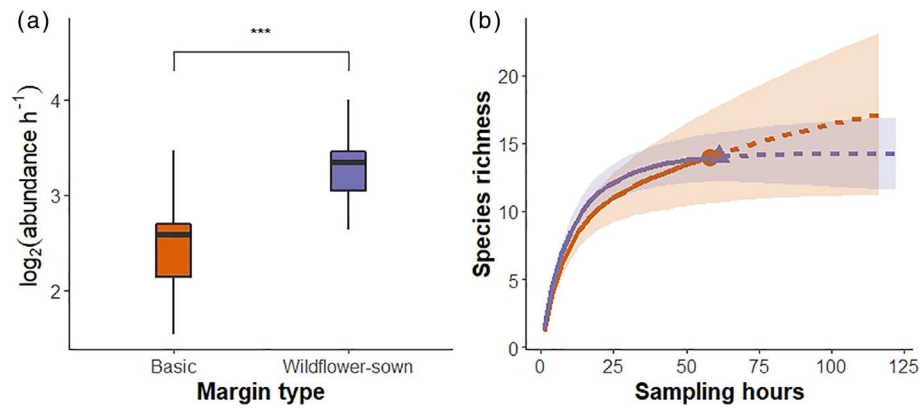 (a)
***
log₂(abundance h⁻¹)
4
3
2
Basic
Wildflower-sown
Margin type
(b)
Species richness
20
15
10
5
0
0
25
50
75
100
125
Sampling hours